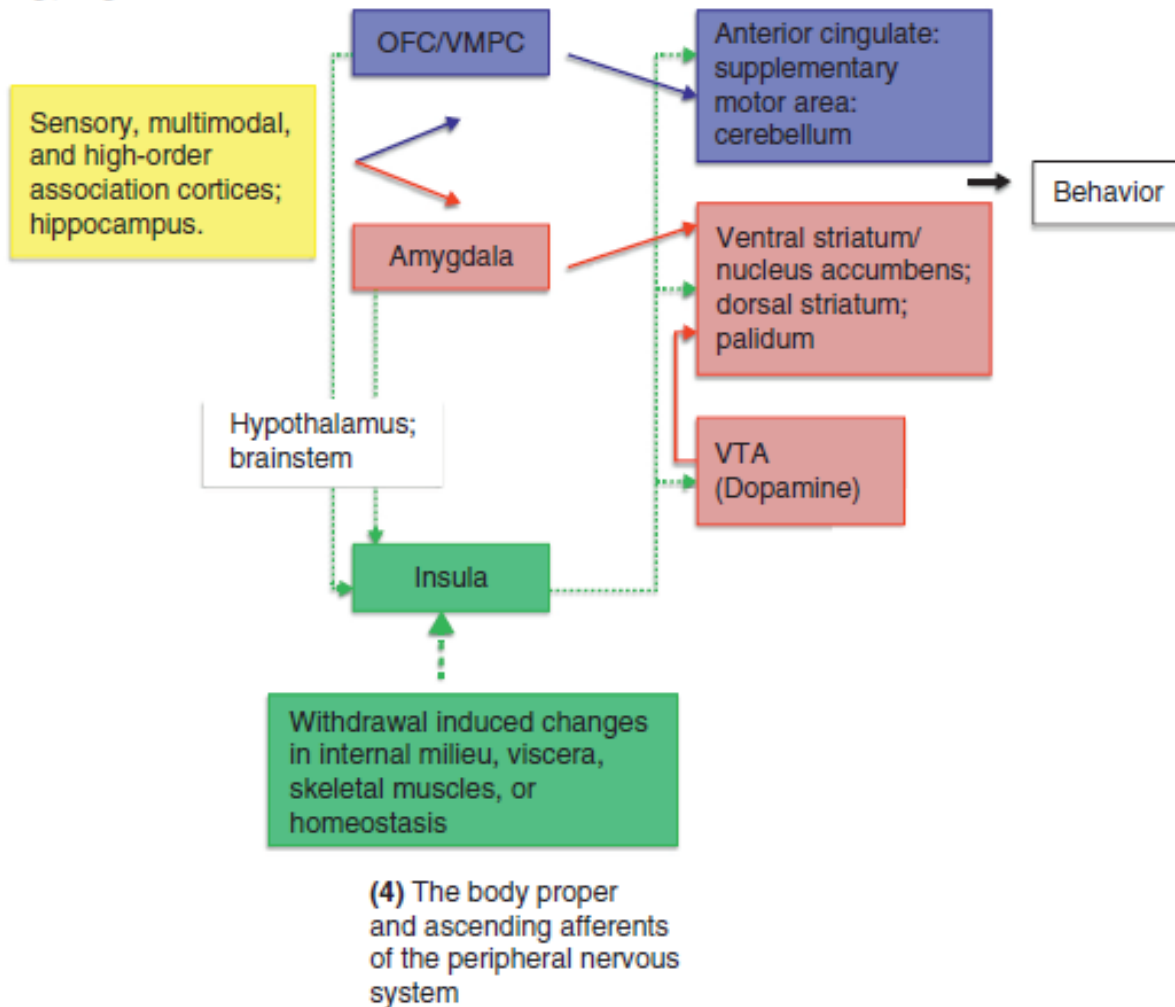 OFC/VMPC
Anterior cingulate:
supplementary
motor area:
cerebellum
Sensory, multimodal,
and high-order
association cortices;
hippocampus.
Behavior
Amygdala
Ventral striatum/
nucleus accumbens;
dorsal striatum;
palidum
Hypothalamus;
brainstem
VTA
(Dopamine)
Insula
Withdrawal induced changes
in internal milieu, viscera,
skeletal muscles, or
homeostasis
(4) The body proper
and ascending afferents
of the peripheral nervous
system